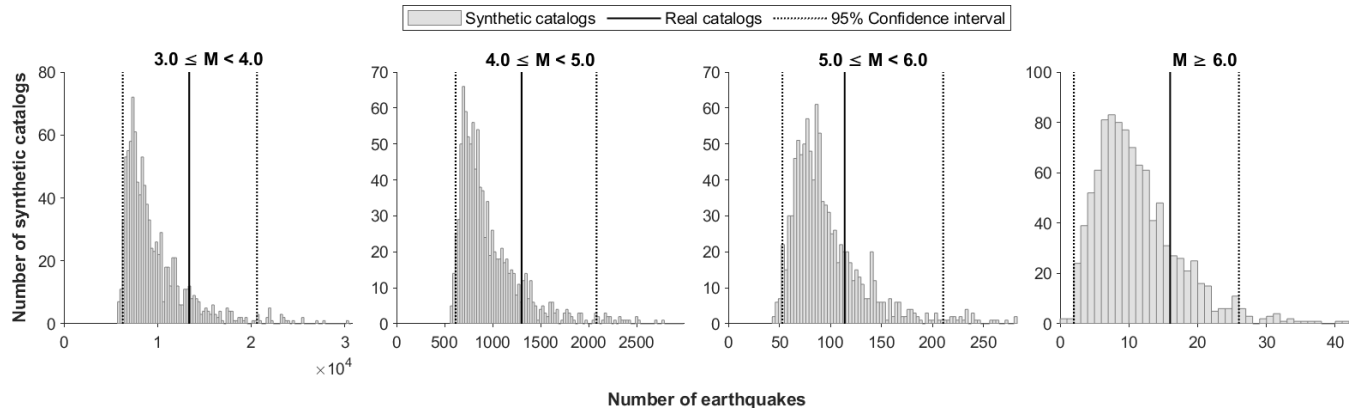 Synthetic catalogs Real catalogs 95% Confidence interval
3.0 ≤ M < 4.0
4.0 ≤ M < 5.0
5.0 ≤ M < 6.0
M ≥ 6.0
Number of synthetic catalogs
80
60
40
20
0
0 1 2 3
×10⁴
70
60
50
40
30
20
10
0
0 500 1000 1500 2000 2500
70
60
50
40
30
20
10
0
0 50 100 150 200 250
100
80
60
40
20
0
0 10 20 30 40
Number of earthquakes